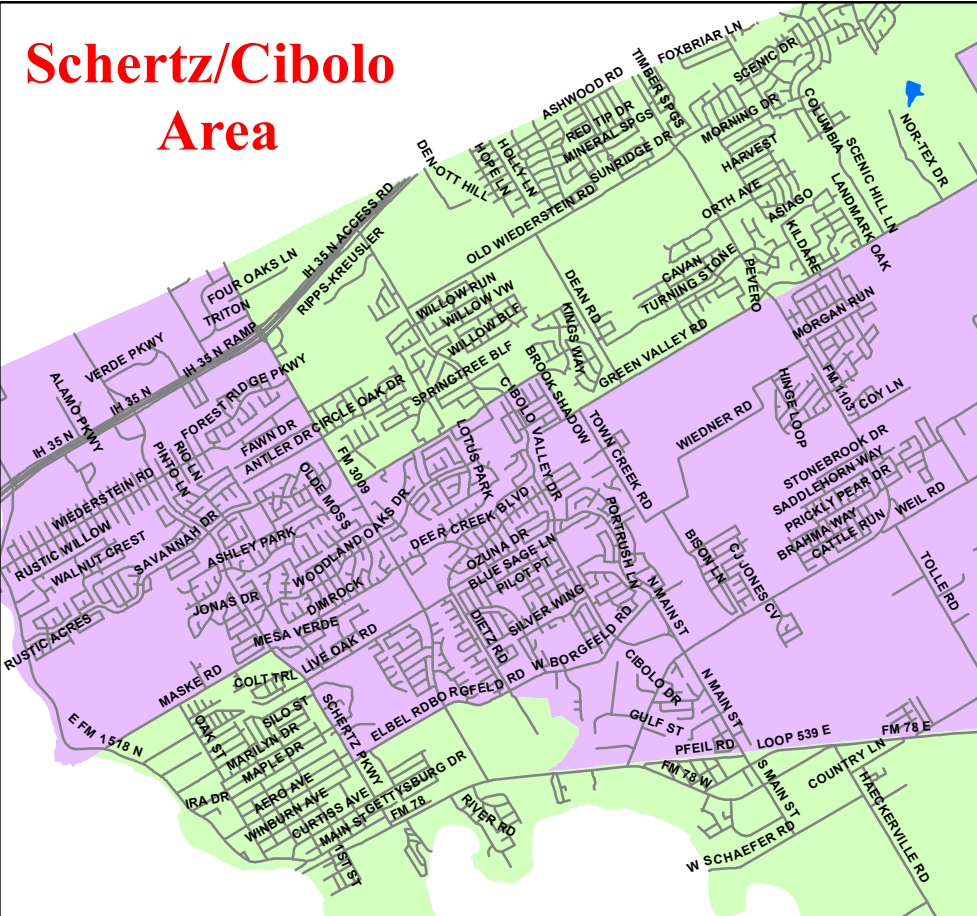 Schertz/Cibolo
Area
FOXBRIAR LN
TIMBER SPGS
SCENIC DR
ASHWOOD RD
RED TIP DR
MINERAL SPGS
SUNRIDGE DR
MORNING DR
COLUMBIA
NOR-TEX DR
HOLLY LN
HOPE LN
DEN-OTT HILL
HARVEST
SCENIC HILL LN
ORTH AVE
ASIAGO
LANDMARK OAK
KILDARE
OLD WIEDERSTEIN RD
IH 35 N ACCESS RD
RIPPS-KREUSLER
FOUR OAKS LN
TRITON
IH 35 N RAMP
CAVAN
TURNING STONE
PEVERO
DEAN RD
WILLOW RUN
WILLOW VW
WILLOW BLF
KINGS WAY
GREEN VALLEY RD
MORGAN RUN
VERDE PKWY
IH 35 N
IH 35 N
ALAMO PKWY
FOREST RIDGE PKWY
SPRINGTREE BLF
BROOK SHADOW
CIRCLE OAK DR
FAWN DR
ANTLER DR
CIBOLO VALLEY DR
FM 1103
COY LN
HINGE LOOP
WIEDNER RD
TOWN CREEK RD
LOTUS PARK
FM 3009
RIO LN
PINTO LN
WIEDERSTEIN RD
OLDE MOSS
STONEBROOK DR
SADDLEHORN WAY
PRICKLY PEAR DR
BRAHMA WAY
CATTLE RUN
WEIL RD
RUSTIC WILLOW
WALNUT CREST
SAVANNAH DR
ASHLEY PARK
WOODLAND OAKS DR
DEER CREEK BLVD
PORTRUSH LN
OZUNA DR
BLUE SAGE LN
PILOT PT
BISON LN
CJ JONES CV
TOLLE RD
JONAS DR
DIMROCK
MESA VERDE
N MAIN ST
SILVER WING
DIETZ RD
RUSTIC ACRES
LIVE OAK RD
COLT TRL
MASKE RD
W BORGFELD RD
BORGFELD RD
ELBEL RD
CIBOLO DR
N MAIN ST
E FM 1518 N
OAK ST
SILO ST
MARILYN DR
MAPLE DR
SCHERTZ PKWY
GULF ST
PFEIL RD
LOOP 539 E
FM 78 E
FM 78 W
S MAIN ST
COUNTRY LN
IRA DR
AERO AVE
WINBURN AVE
CURTISS AVE
GETTYSBURG DR
MAIN ST
FM 78
RIVER RD
1ST ST
W SCHAEFER RD
HAECKERVILLE RD